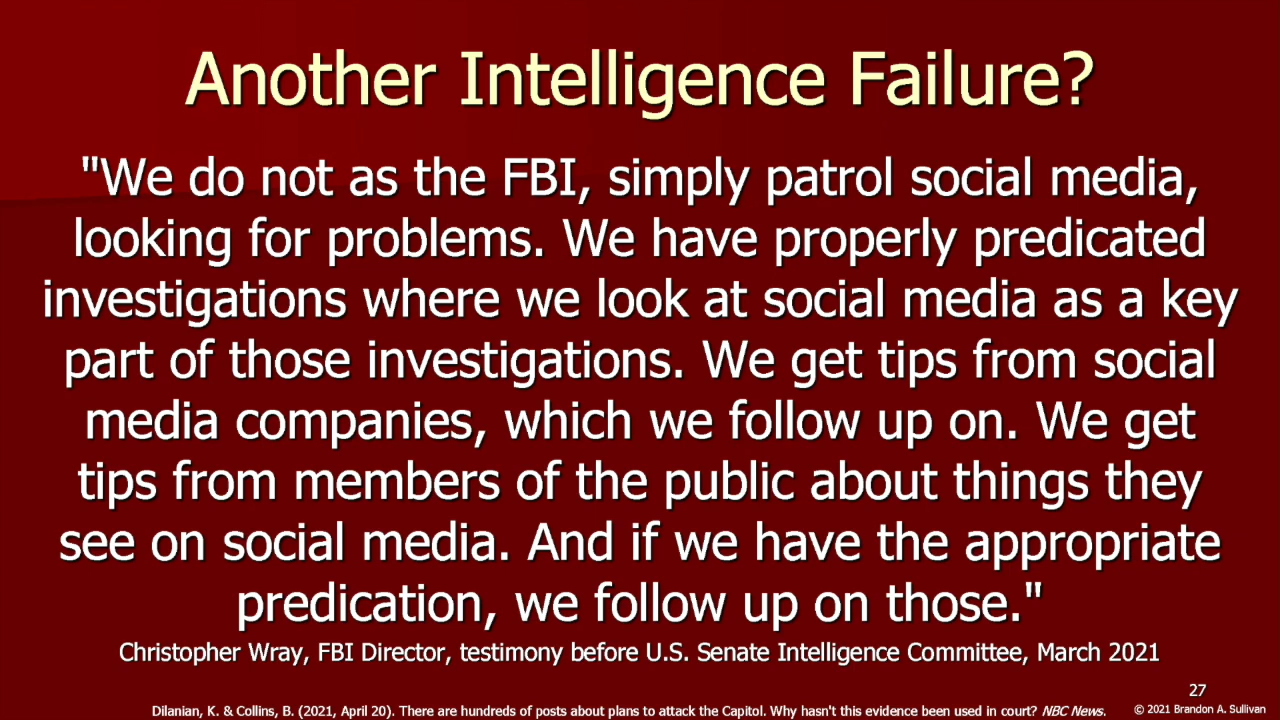 Another Intelligence Failure?
"We do not as the FBI, simply patrol social media,
looking for problems. We have properly predicated
investigations where we look at social media as a key
part of those investigations. We get tips from social
media companies, which we follow up on. We get
tips from members of the public about things they
see on social media. And if we have the appropriate
predication, we follow up on those."
Christopher Wray, FBI Director, testimony before U.S. Senate Intelligence Committee, March 2021
27
Dilanian, K. & Collins, B. (2021, April 20). There are hundreds of posts about plans to attack the Capitol. Why hasn't this evidence been used in court? NBC News.
© 2021 Brandon A. Sullivan